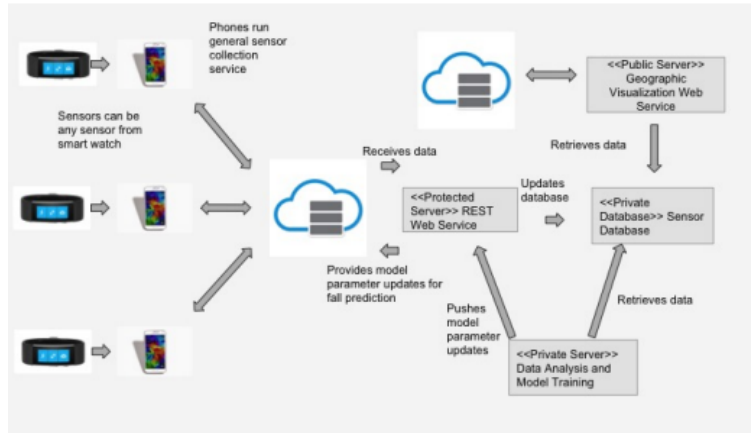 Phones run
general sensor
collection
service
Sensors can be
any sensor from
smart watch
<<Public Server>>
Geographic
Visualization Web
Service
Receives data
Retrieves data
<<Protected
Server>> REST
Web Service
Updates
database
<<Private
Database>> Sensor
Database
Provides model
parameter updates for
fall prediction
Pushes
model
parameter
updates
Retrieves data
<<Private Server>>
Data Analysis and
Model Training